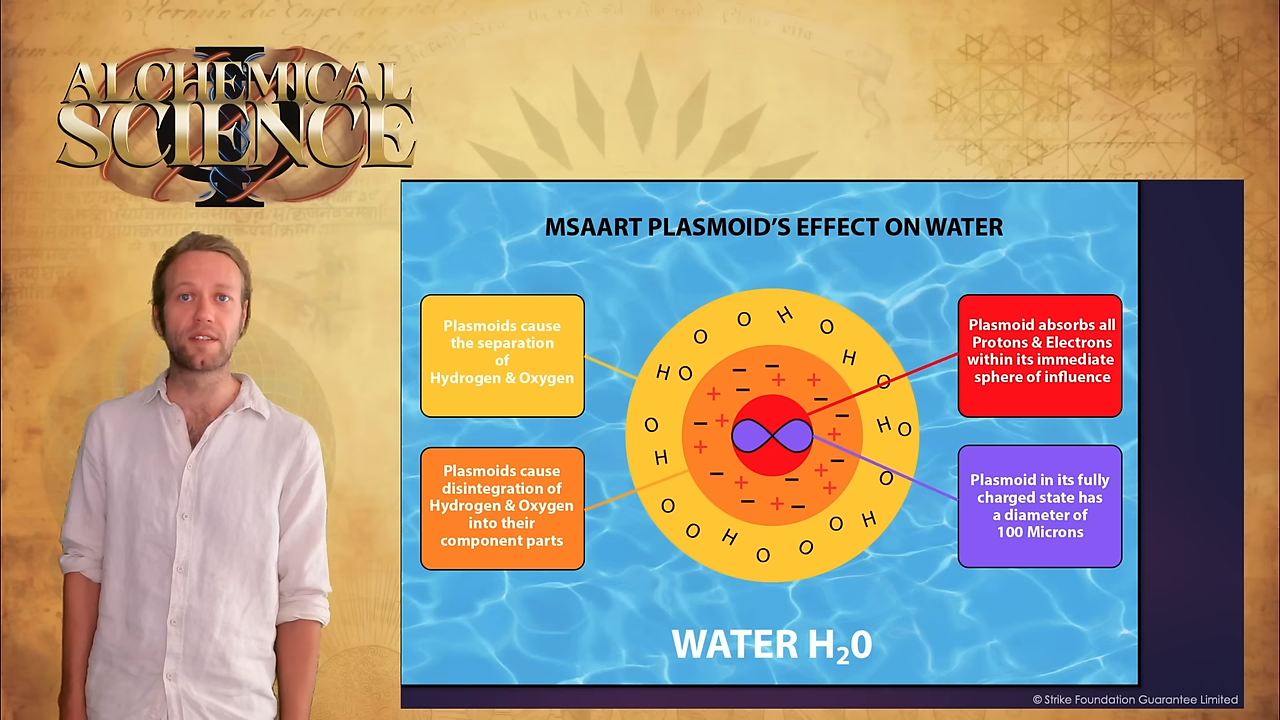 ALCHEMICAL
SCIENCE
MSAART PLASMOID'S EFFECT ON WATER
Plasmoids cause
the separation
of
Hydrogen & Oxygen
Plasmoids cause
disintegration of
Hydrogen & Oxygen
into their
component parts
O H O
O H
H O O
O H O
H O
O H
O H O O O
− −
+ + − +
− + − −
+ +
− + + −
− + − +
Plasmoid absorbs all
Protons & Electrons
within its immediate
sphere of influence
Plasmoid in its fully
charged state has
a diameter of
100 Microns
WATER H₂0
© Strike Foundation Guarantee Limited